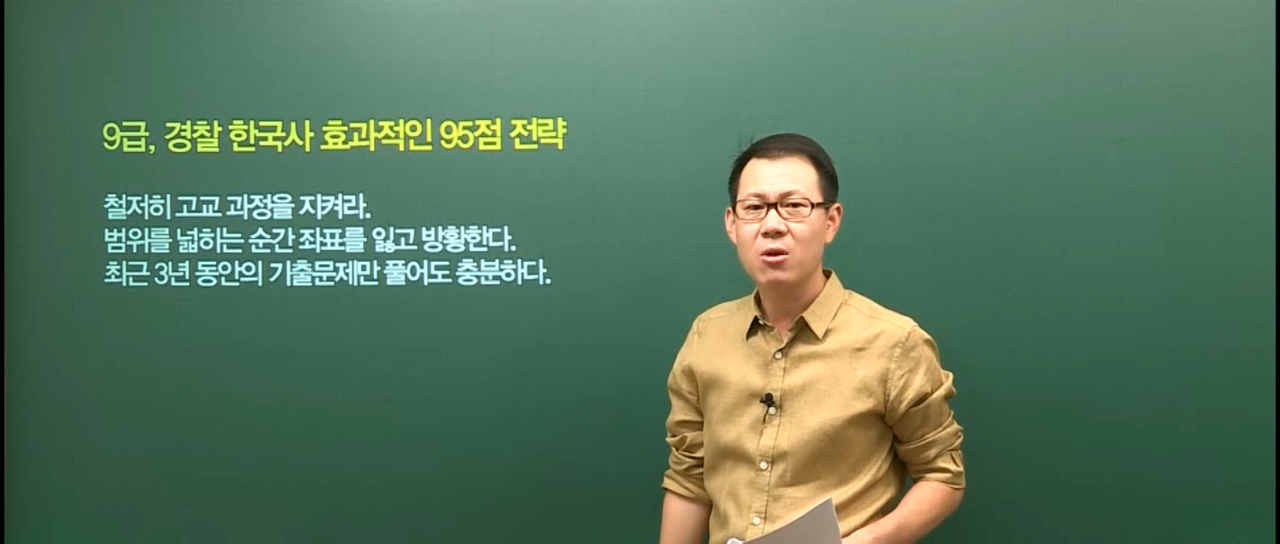 9급, 경찰 한국사 효과적인 95점 전략
철저히 고교 과정을 지켜라.
범위를 넓히는 순간 좌표를 잃고 방황한다.
최근 3년 동안의 기출문제만 풀어도 충분하다.